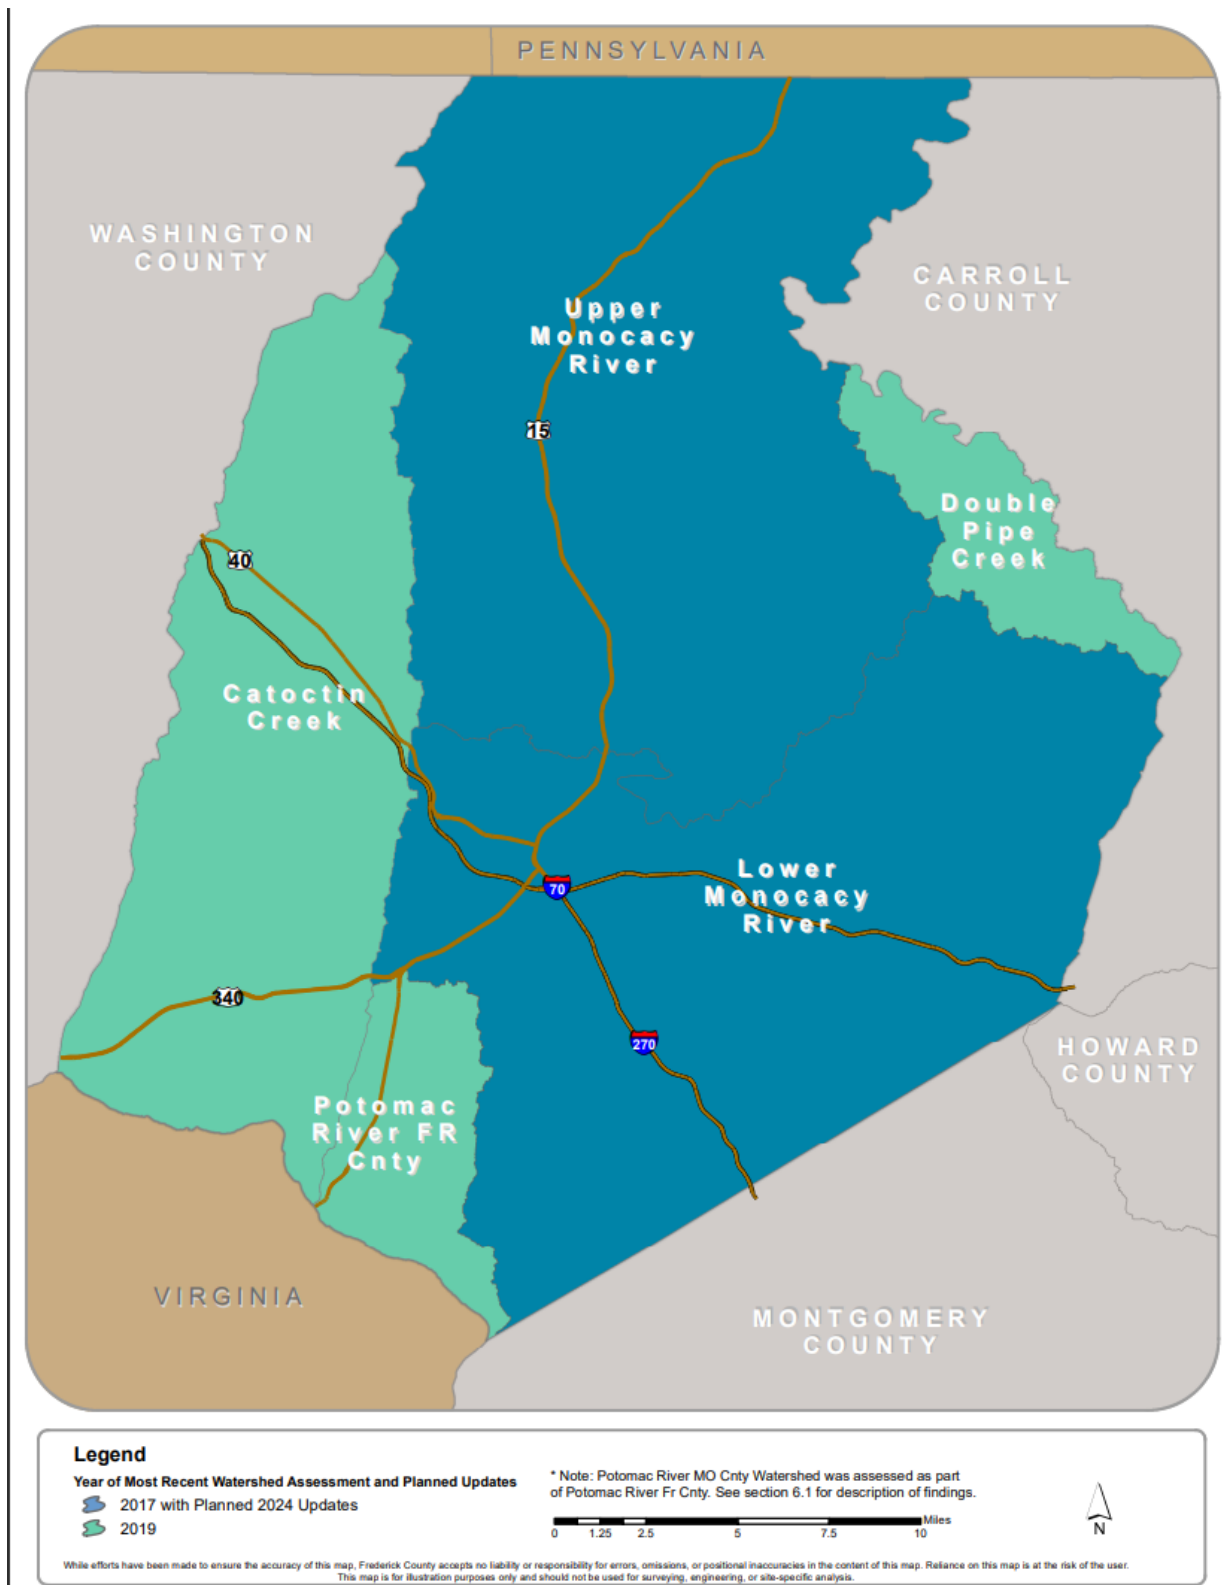 PENNSYLVANIA
WASHINGTON
COUNTY
CARROLL
COUNTY
Upper
Monocacy
River
15
Double
Pipe
Creek
40
Catoctin
Creek
Lower
Monocacy
River
70
340
270
HOWARD
COUNTY
Potomac
River FR
Cnty
VIRGINIA
MONTGOMERY
COUNTY
Legend
Year of Most Recent Watershed Assessment and Planned Updates
2017 with Planned 2024 Updates
2019
* Note: Potomac River MO Cnty Watershed was assessed as part
of Potomac River Fr Cnty. See section 6.1 for description of findings.
Miles
0 1.25 2.5 5 7.5 10
N
While efforts have been made to ensure the accuracy of this map, Frederick County accepts no liability or responsibility for errors, omissions, or positional inaccuracies in the content of this map. Reliance on this map is at the risk of the user.
This map is for illustration purposes only and should not be used for surveying, engineering, or site-specific analysis.